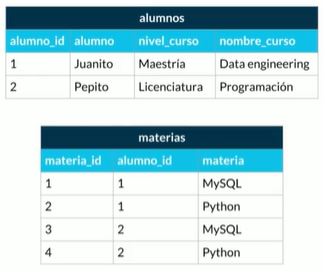 alumnos
alumno_id alumno nivel_curso nombre_curso
1 Juanito Maestría Data engineering
2 Pepito Licenciatura Programación
materias
materia_id alumno_id materia
1 1 MySQL
2 1 Python
3 2 MySQL
4 2 Python